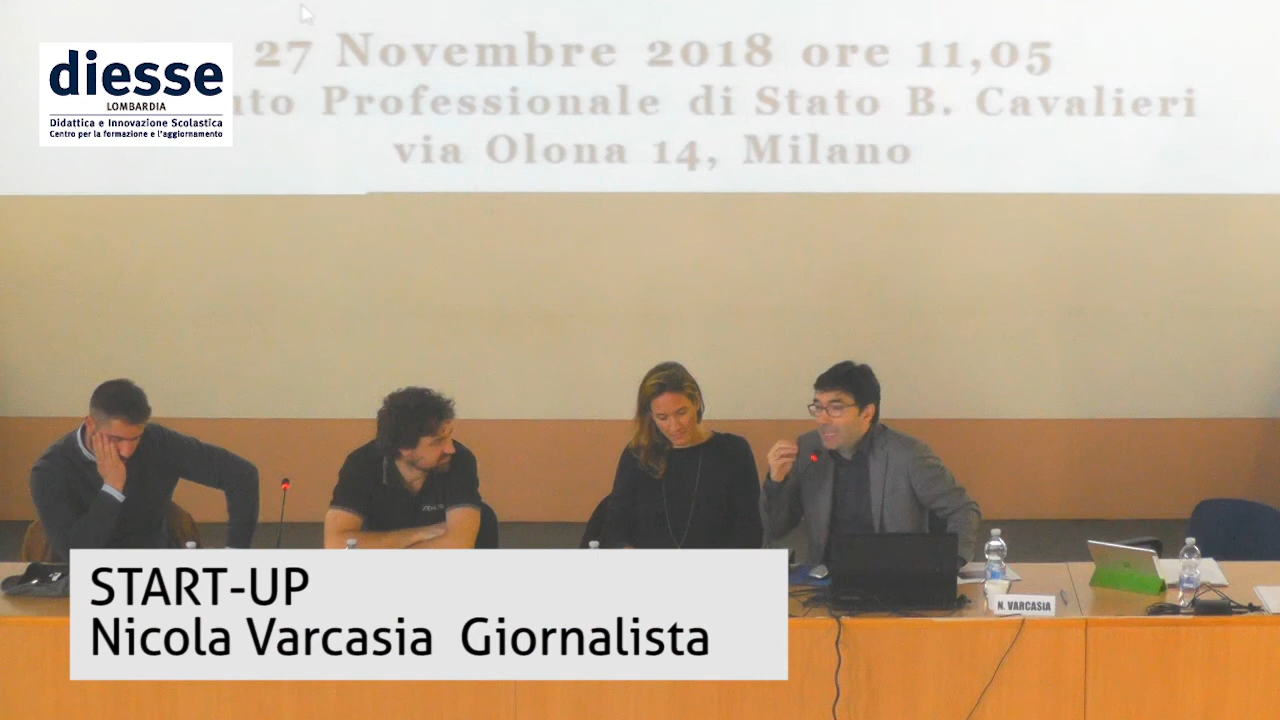 27 Novembre 2018 ore 11,05
diesse
LOMBARDIA
Didattica e Innovazione Scolastica
Centro per la formazione e l'aggiornamento
nto Professionale di Stato B. Cavalieri
via Olona 14, Milano
N. VARCASIA
START-UP
Nicola Varcasia Giornalista